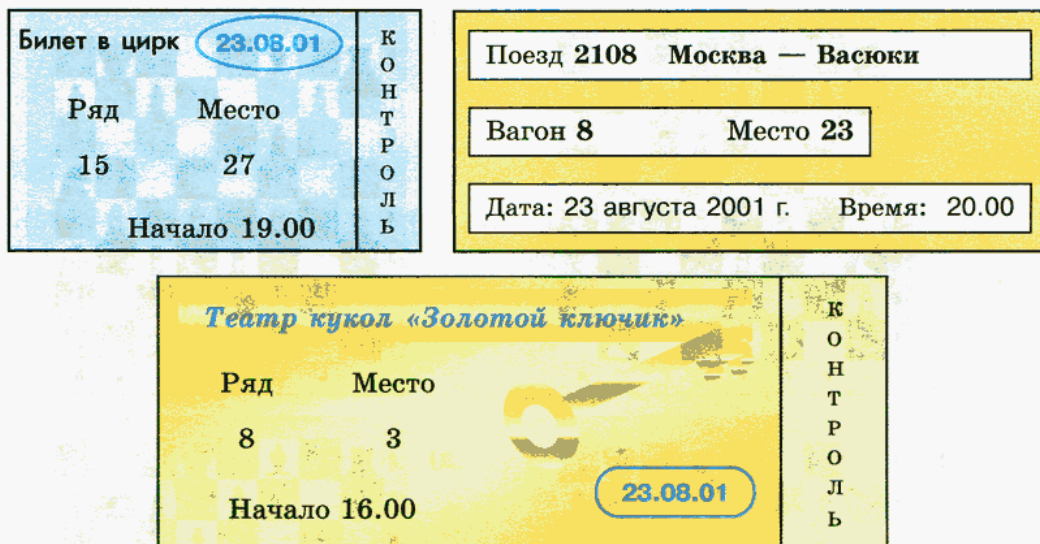 Билет в цирк 23.08.01
Ряд Место
15 27
Начало 19.00
КОНТРОЛЬ
Поезд 2108 Москва — Васюки
Вагон 8 Место 23
Дата: 23 августа 2001 г. Время: 20.00
Театр кукол «Золотой ключик»
Ряд Место
8 3
23.08.01
Начало 16.00
КОНТРОЛЬ